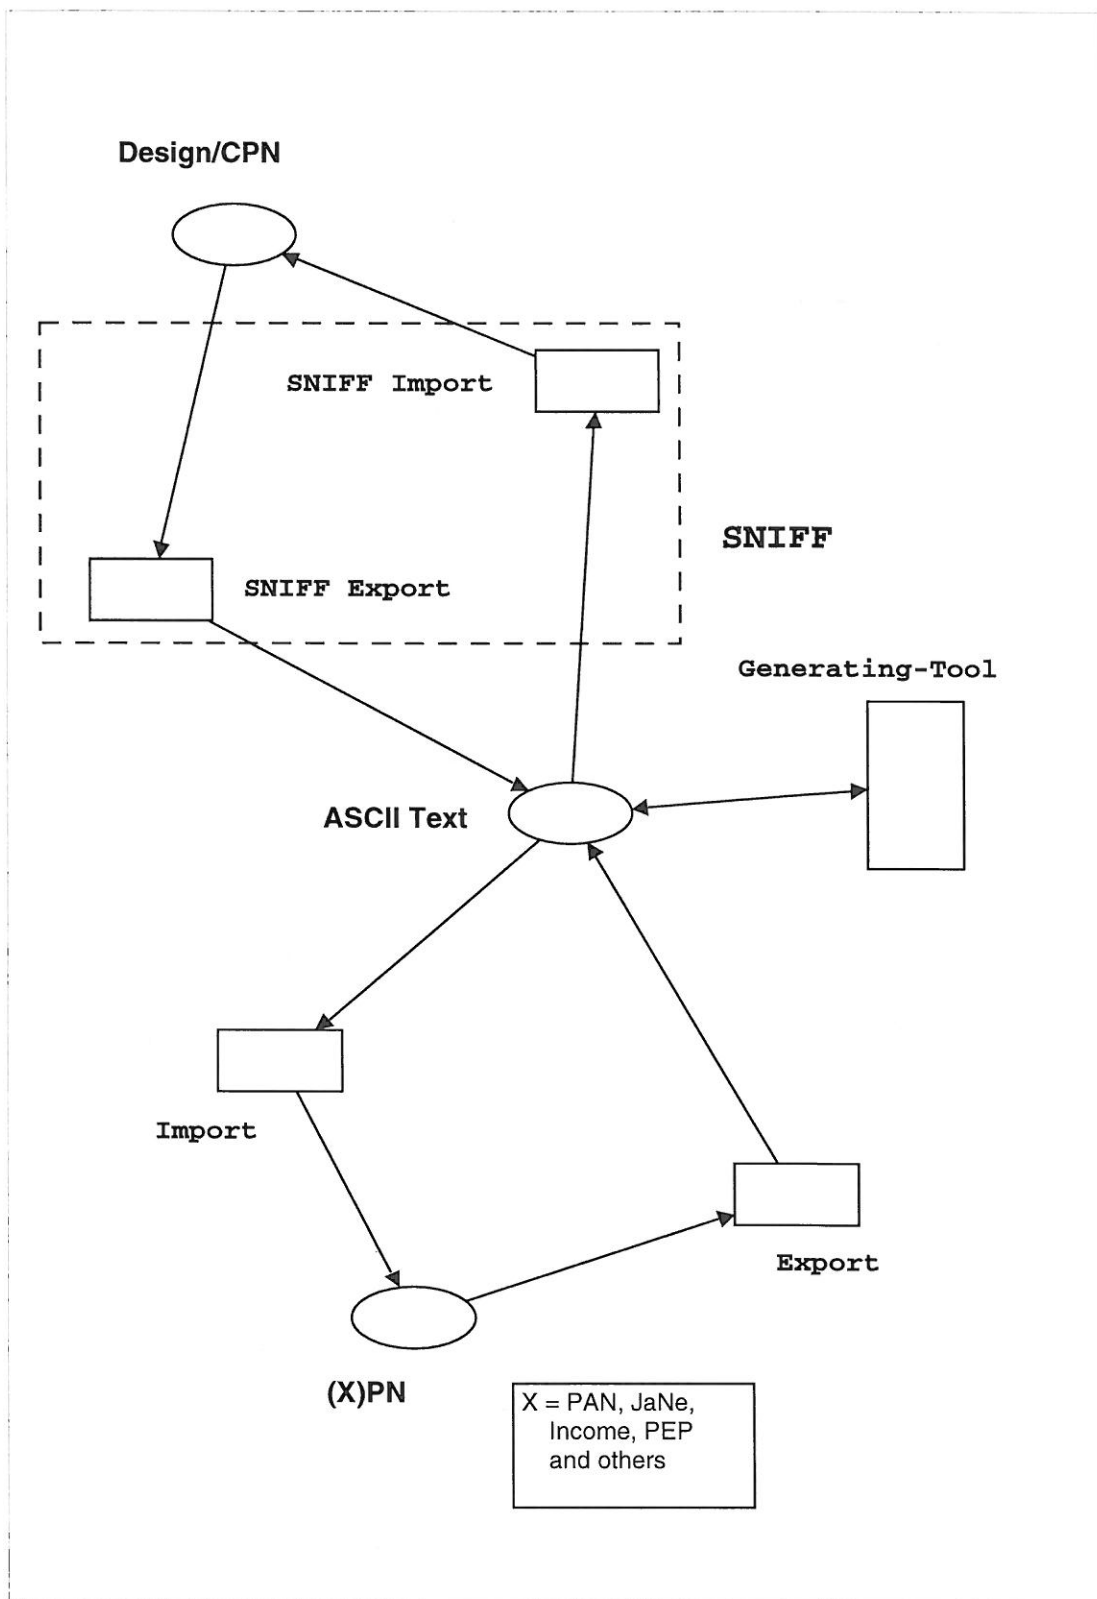 Design/CPN
SNIFF Import
SNIFF
SNIFF Export
Generating-Tool
ASCII Text
Import
Export
(X)PN
X = PAN, JaNe,
Income, PEP
and others